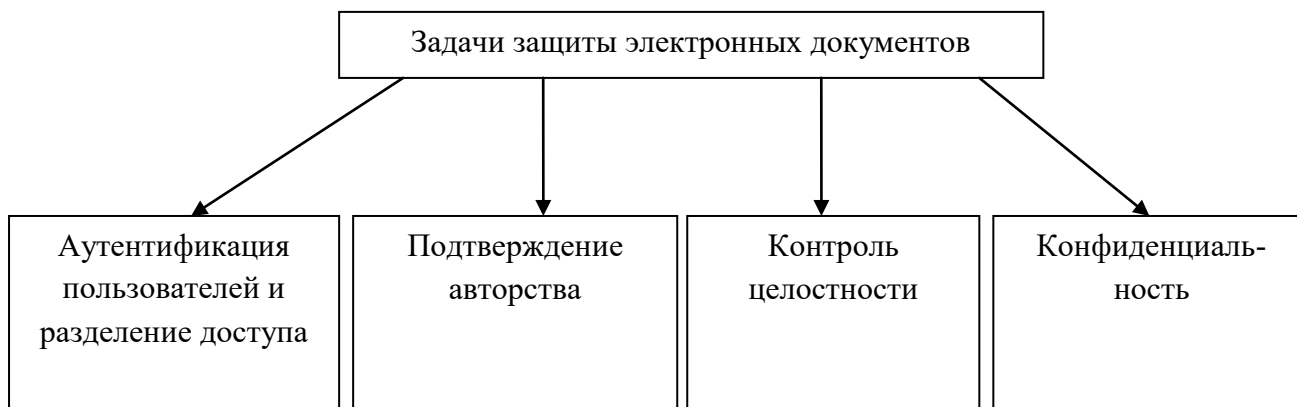 Задачи защиты электронных документов
Аутентификация
пользователей и
разделение доступа
Подтверждение
авторства
Контроль
целостности
Конфиденциаль-
ность